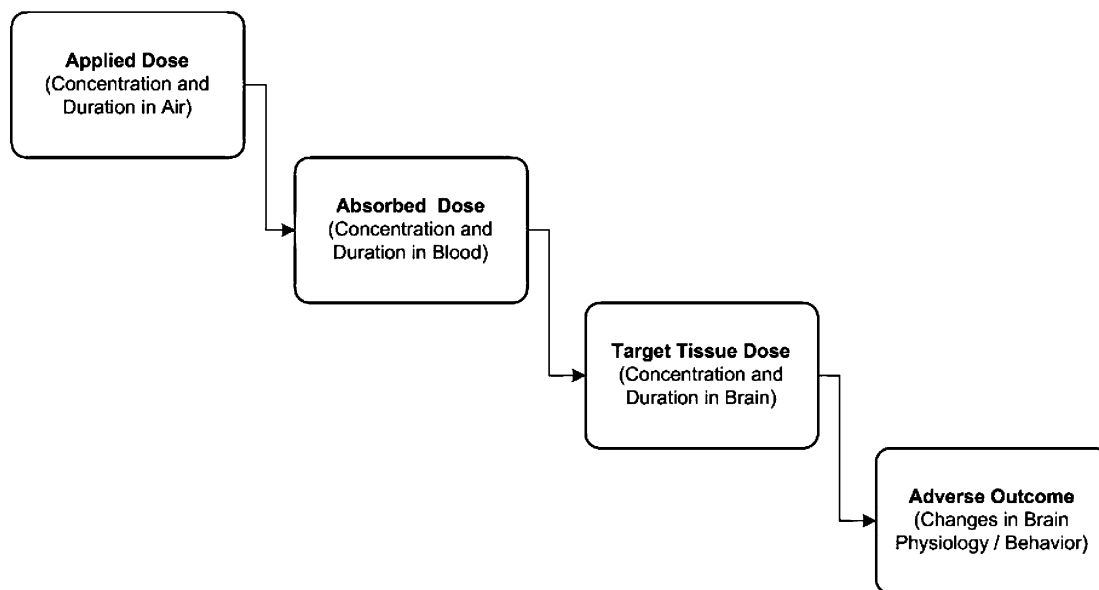 Applied Dose
(Concentration and
Duration in Air)
Absorbed Dose
(Concentration and
Duration in Blood)
Target Tissue Dose
(Concentration and
Duration in Brain)
Adverse Outcome
(Changes in Brain
Physiology / Behavior)